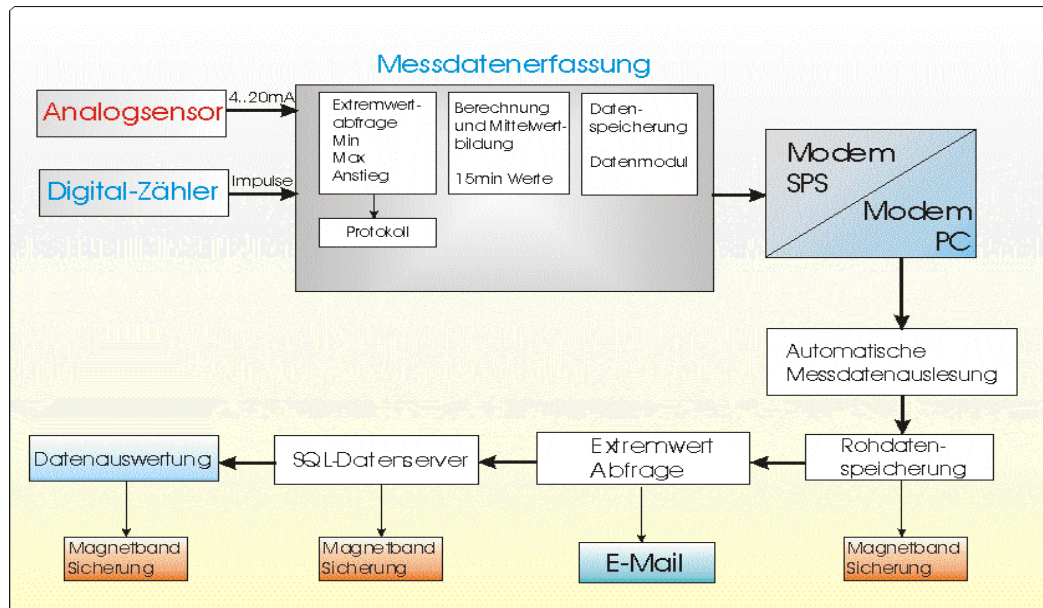 Messdatenerfassung
Analogsensor
4..20mA
Digital-Zähler
Impulse
Extremwert-
abfrage
Min
Max
Anstieg
Protokoll
Berechnung
und Mittelwert-
bildung
15min Werte
Daten-
speicherung
Datenmodul
Modem
SPS
Modem
PC
Automatische
Messdatenauslesung
Rohdaten-
speicherung
Extremwert
Abfrage
SQL-Datenserver
Datenauswertung
Magnetband
Sicherung
Magnetband
Sicherung
E-Mail
Magnetband
Sicherung